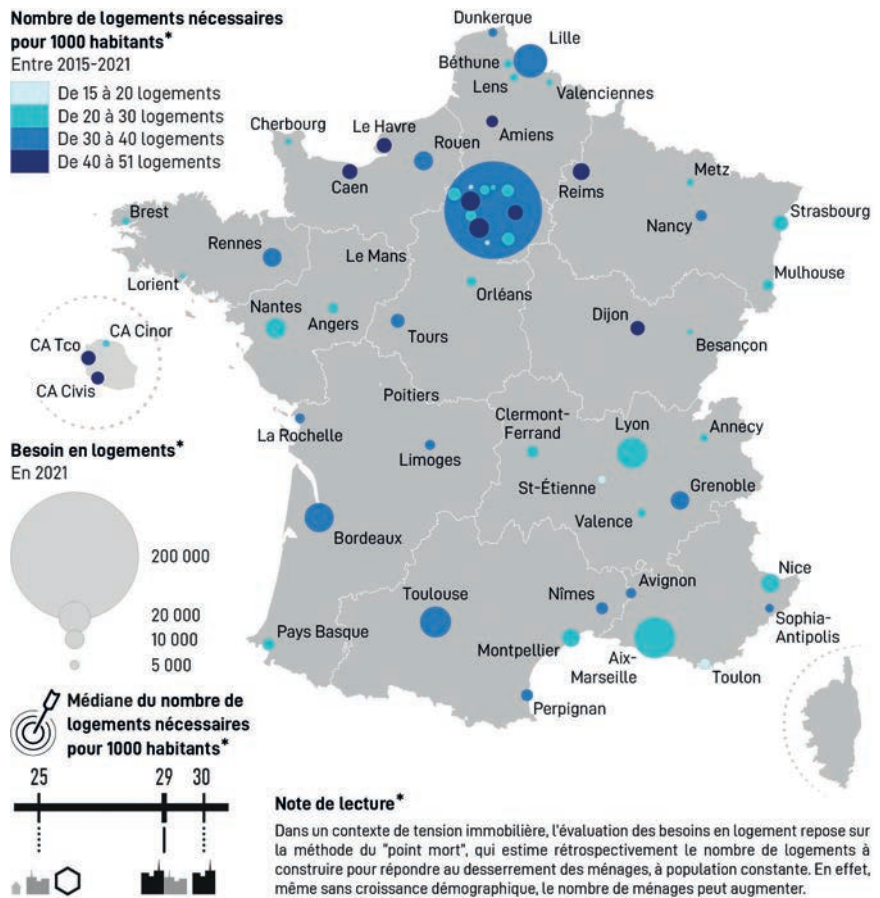 Nombre de logements nécessaires
pour 1000 habitants*
Entre 2015-2021
De 15 à 20 logements
De 20 à 30 logements
De 30 à 40 logements
De 40 à 51 logements
Dunkerque
Lille
Béthune
Lens
Valenciennes
Cherbourg
Le Havre
Rouen
Amiens
Caen
Reims
Metz
Brest
Nancy
Strasbourg
Rennes
Le Mans
Lorient
Orléans
Mulhouse
Nantes
Angers
Tours
Dijon
Besançon
CA Cinor
CA Tco
CA Civis
Poitiers
La Rochelle
Limoges
Clermont-
Ferrand
Lyon
Annecy
St-Étienne
Grenoble
Valence
Bordeaux
Besoin en logements*
En 2021
200 000
20 000
10 000
5 000
Toulouse
Nîmes
Avignon
Nice
Sophia-
Antipolis
Pays Basque
Montpellier
Aix-
Marseille
Toulon
Perpignan
Médiane du nombre de
logements nécessaires
pour 1000 habitants*
25 29 30
Note de lecture*
Dans un contexte de tension immobilière, l'évaluation des besoins en logement repose sur
la méthode du "point mort", qui estime rétrospectivement le nombre de logements à
construire pour répondre au desserrement des ménages, à population constante. En effet,
même sans croissance démographique, le nombre de ménages peut augmenter.